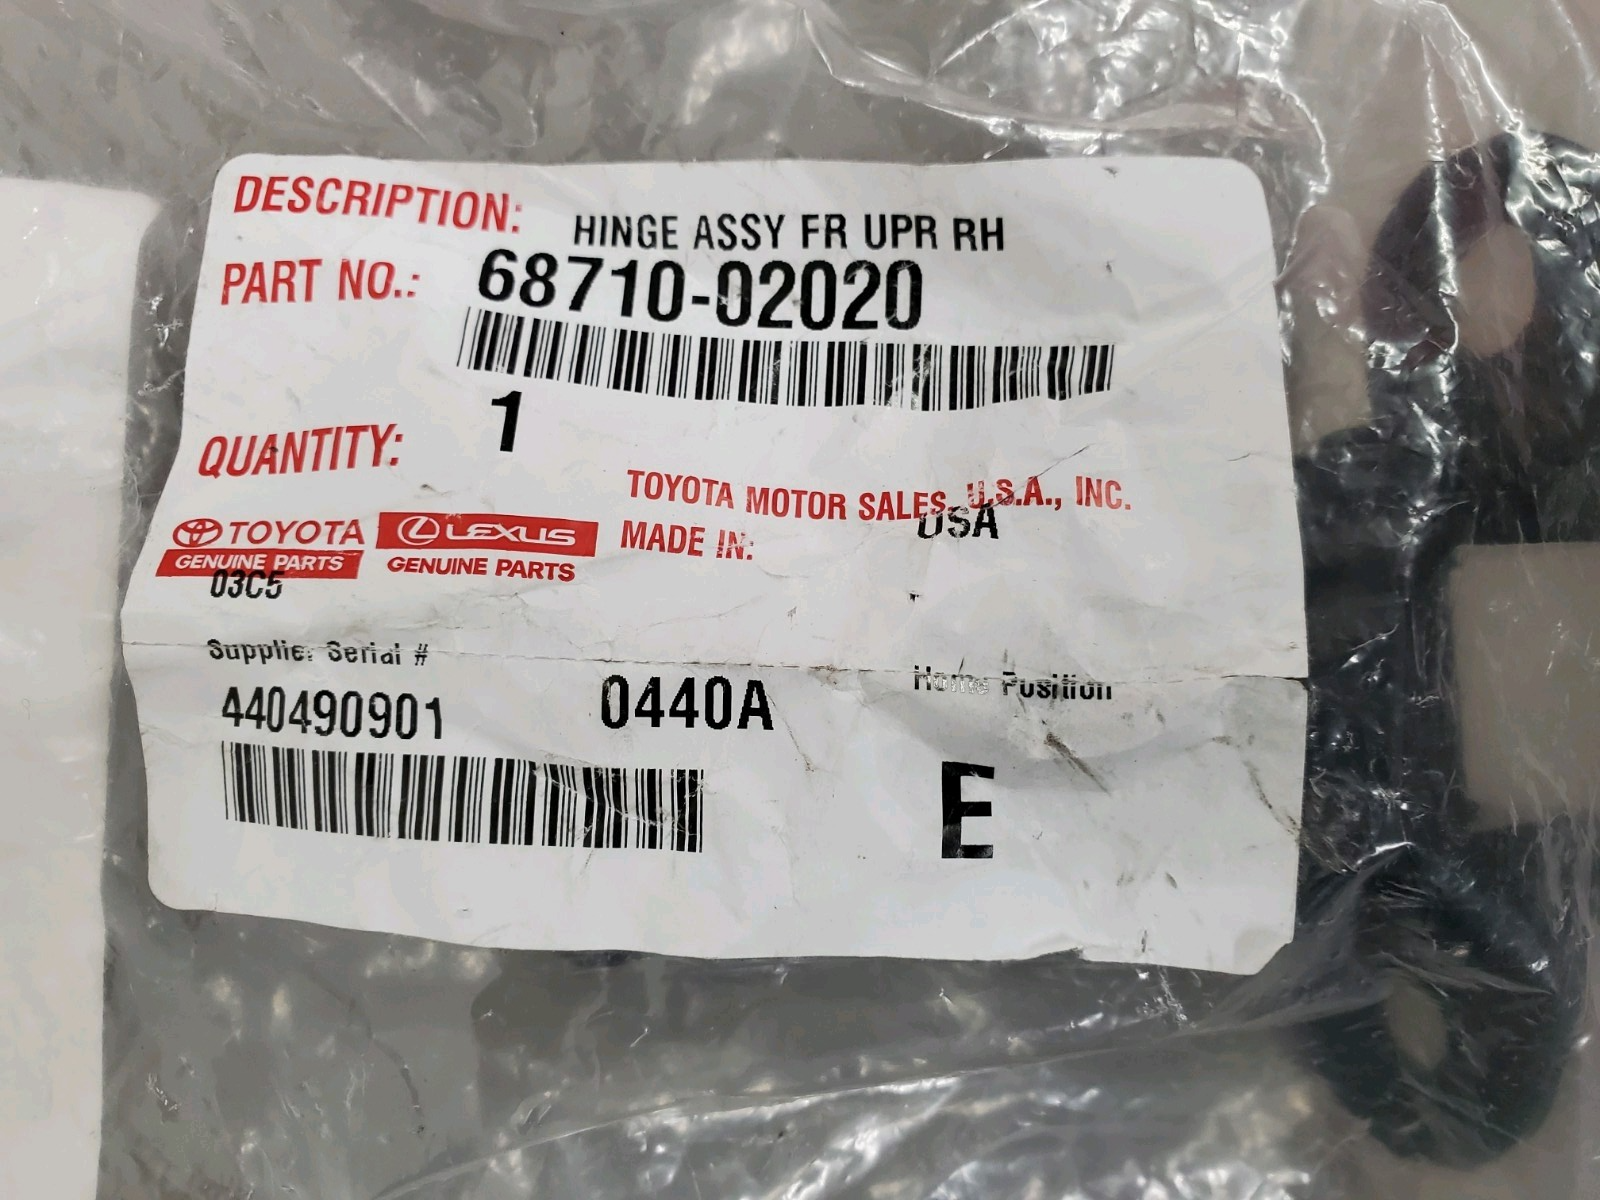 DESCRIPTION: HINGE ASSY FR UPR RH
PART NO.: 68710-02020
QUANTITY: 1
TOYOTA MOTOR SALES, U.S.A., INC.
MADE IN: USA
TOYOTA
GENUINE PARTS
LEXUS
GENUINE PARTS
03C5
Supplier Serial #
440490901
0440A
Home Position
E